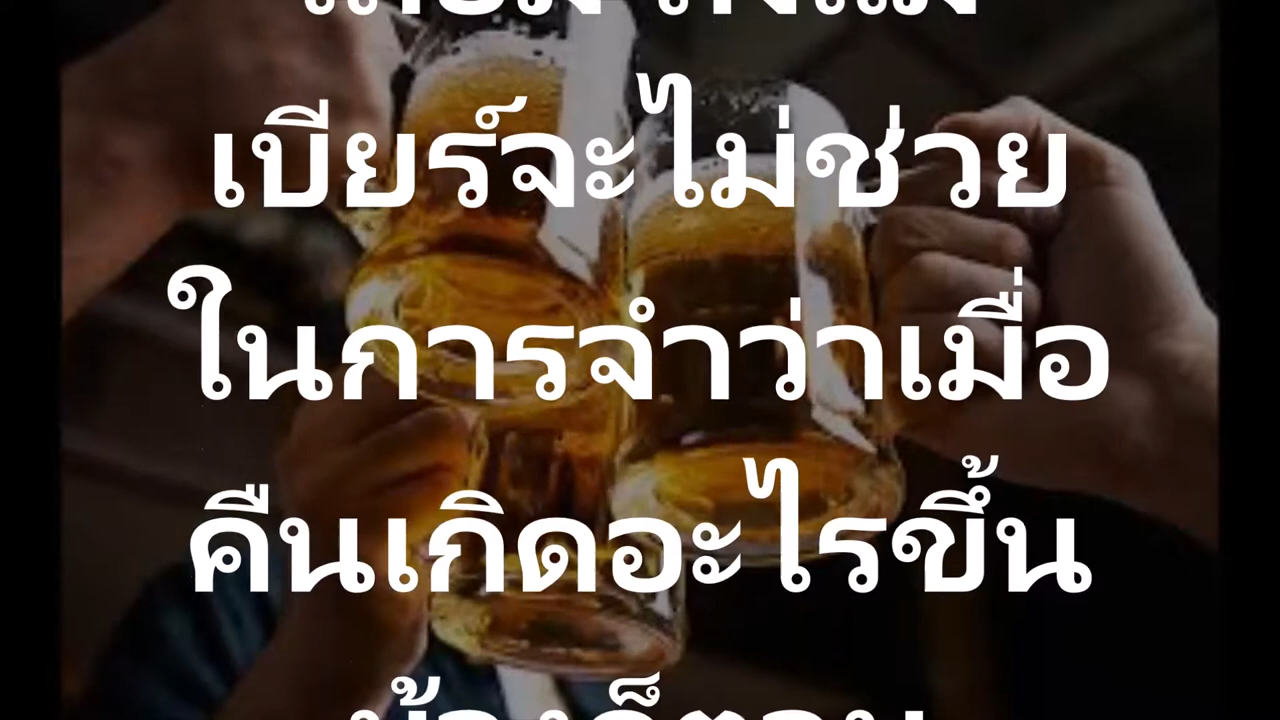 เบียร์จะไม่ช่วย
ในการจำว่าเมื่อ
คืนเกิดอะไรขึ้น